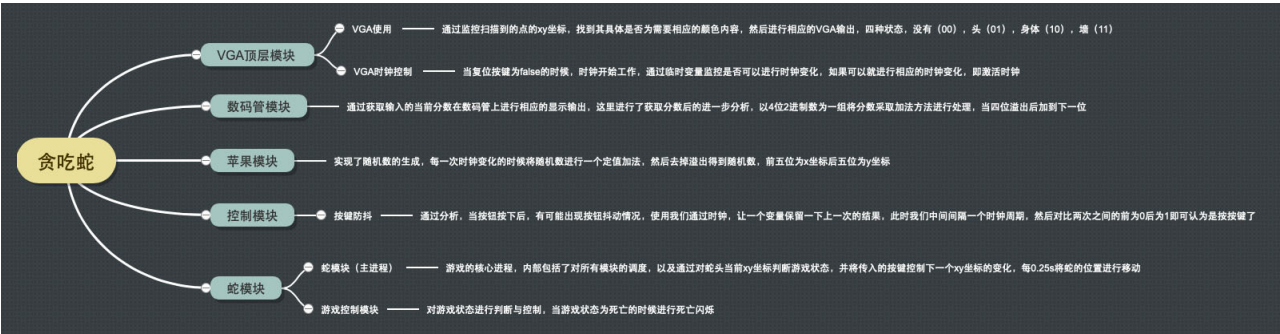 贪吃蛇
VGA顶层模块
VGA使用
通过监控扫描到的点的xy坐标，找到其具体是否为需要相应的颜色内容，然后进行相应的VGA输出，四种状态，没有（00），头（01），身体（10），墙（11）
VGA时钟控制
当复位按键为false的时候，时钟开始工作，通过临时变量监控是否可以进行时钟变化，如果可以就进行相应的时钟变化，即激活时钟
数码管模块
通过获取输入的当前分数在数码管上进行相应的显示输出，这里进行了获取分数后的进一步分析，以4位2进制数为一组将分数采取加法方法进行处理，当四位溢出后加到下一位
苹果模块
实现了随机数的生成，每一次时钟变化的时候将随机数进行一个定值加法，然后去掉溢出得到随机数，前五位为x坐标后五位为y坐标
控制模块
按键防抖
通过分析，当按钮按下后，有可能出现按钮抖动情况，使用我们通过时钟，让一个变量保留一下上一次的结果，此时我们中间间隔一个时钟周期，然后对比两次之间的前为0后为1即可认为是按按键了
蛇模块
蛇模块（主进程）
游戏的核心进程，内部包括了对所有模块的调度，以及通过对蛇头当前xy坐标判断游戏状态，并将传入的按键控制下一个xy坐标的变化，每0.25s将蛇的位置进行移动
游戏控制模块
对游戏状态进行判断与控制，当游戏状态为死亡的时候进行死亡闪烁